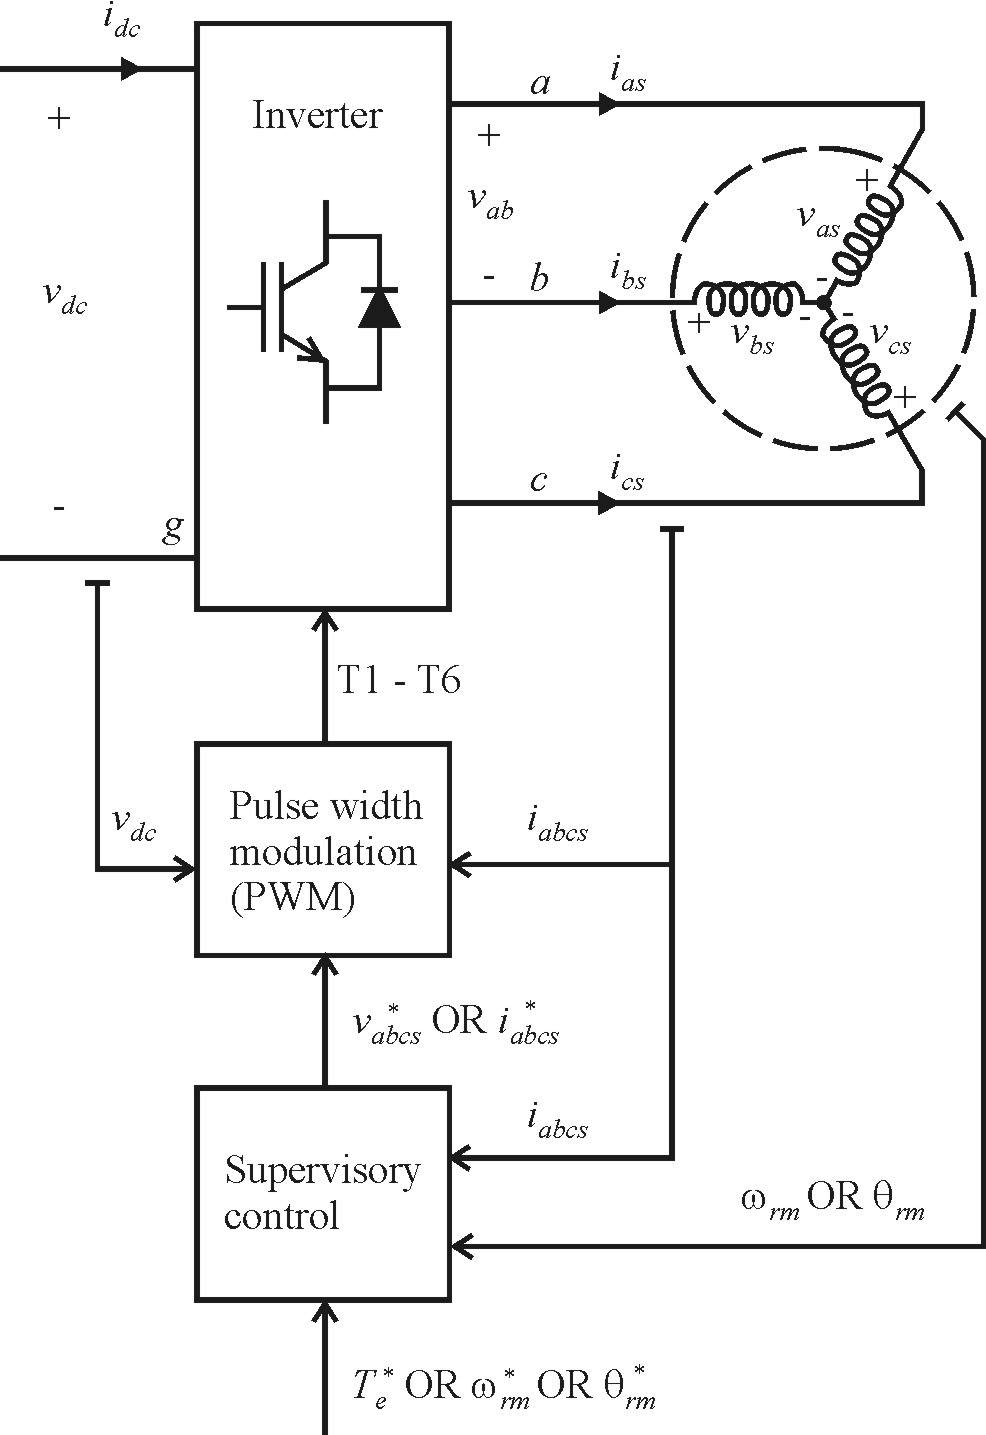 i_dc
+
Inverter
v_dc
-
g
a
i_as
+
v_ab
-
b
i_bs
c
i_cs
+
v_as
-
+
v_bs
-
-
v_cs
+
T1 - T6
v_dc
Pulse width
modulation
(PWM)
i_abcs
v*_abcs OR i*_abcs
i_abcs
Supervisory
control
ω_rm OR θ_rm
T*_e OR ω*_rm OR θ*_rm